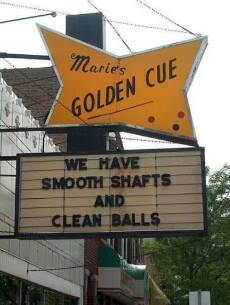 Marie's
GOLDEN CUE
WE HAVE
SMOOTH SHAFTS
AND
CLEAN BALLS